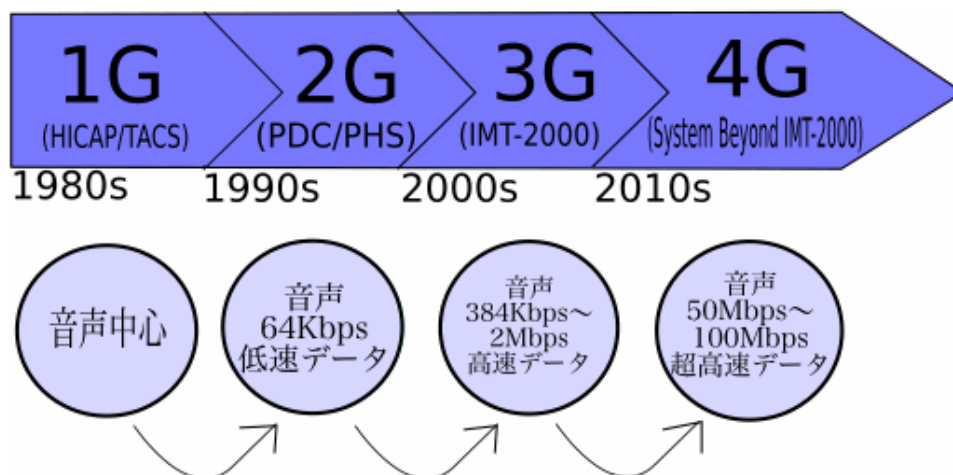 1G
(HICAP/TACS)
2G
(PDC/PHS)
3G
(IMT-2000)
4G
(System Beyond IMT-2000)
1980s
1990s
2000s
2010s
音声中心
音声
64Kbps
低速データ
音声
384Kbps～
2Mbps
高速データ
音声
50Mbps～
100Mbps
超高速データ